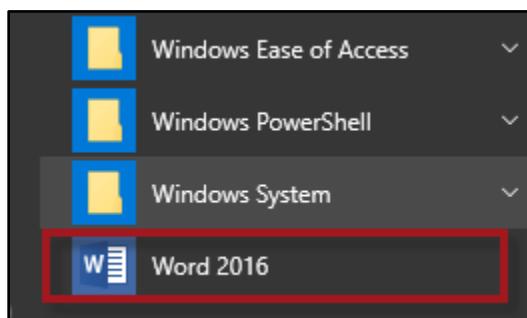 Windows Ease of Access
Windows PowerShell
Windows System
W
Word 2016